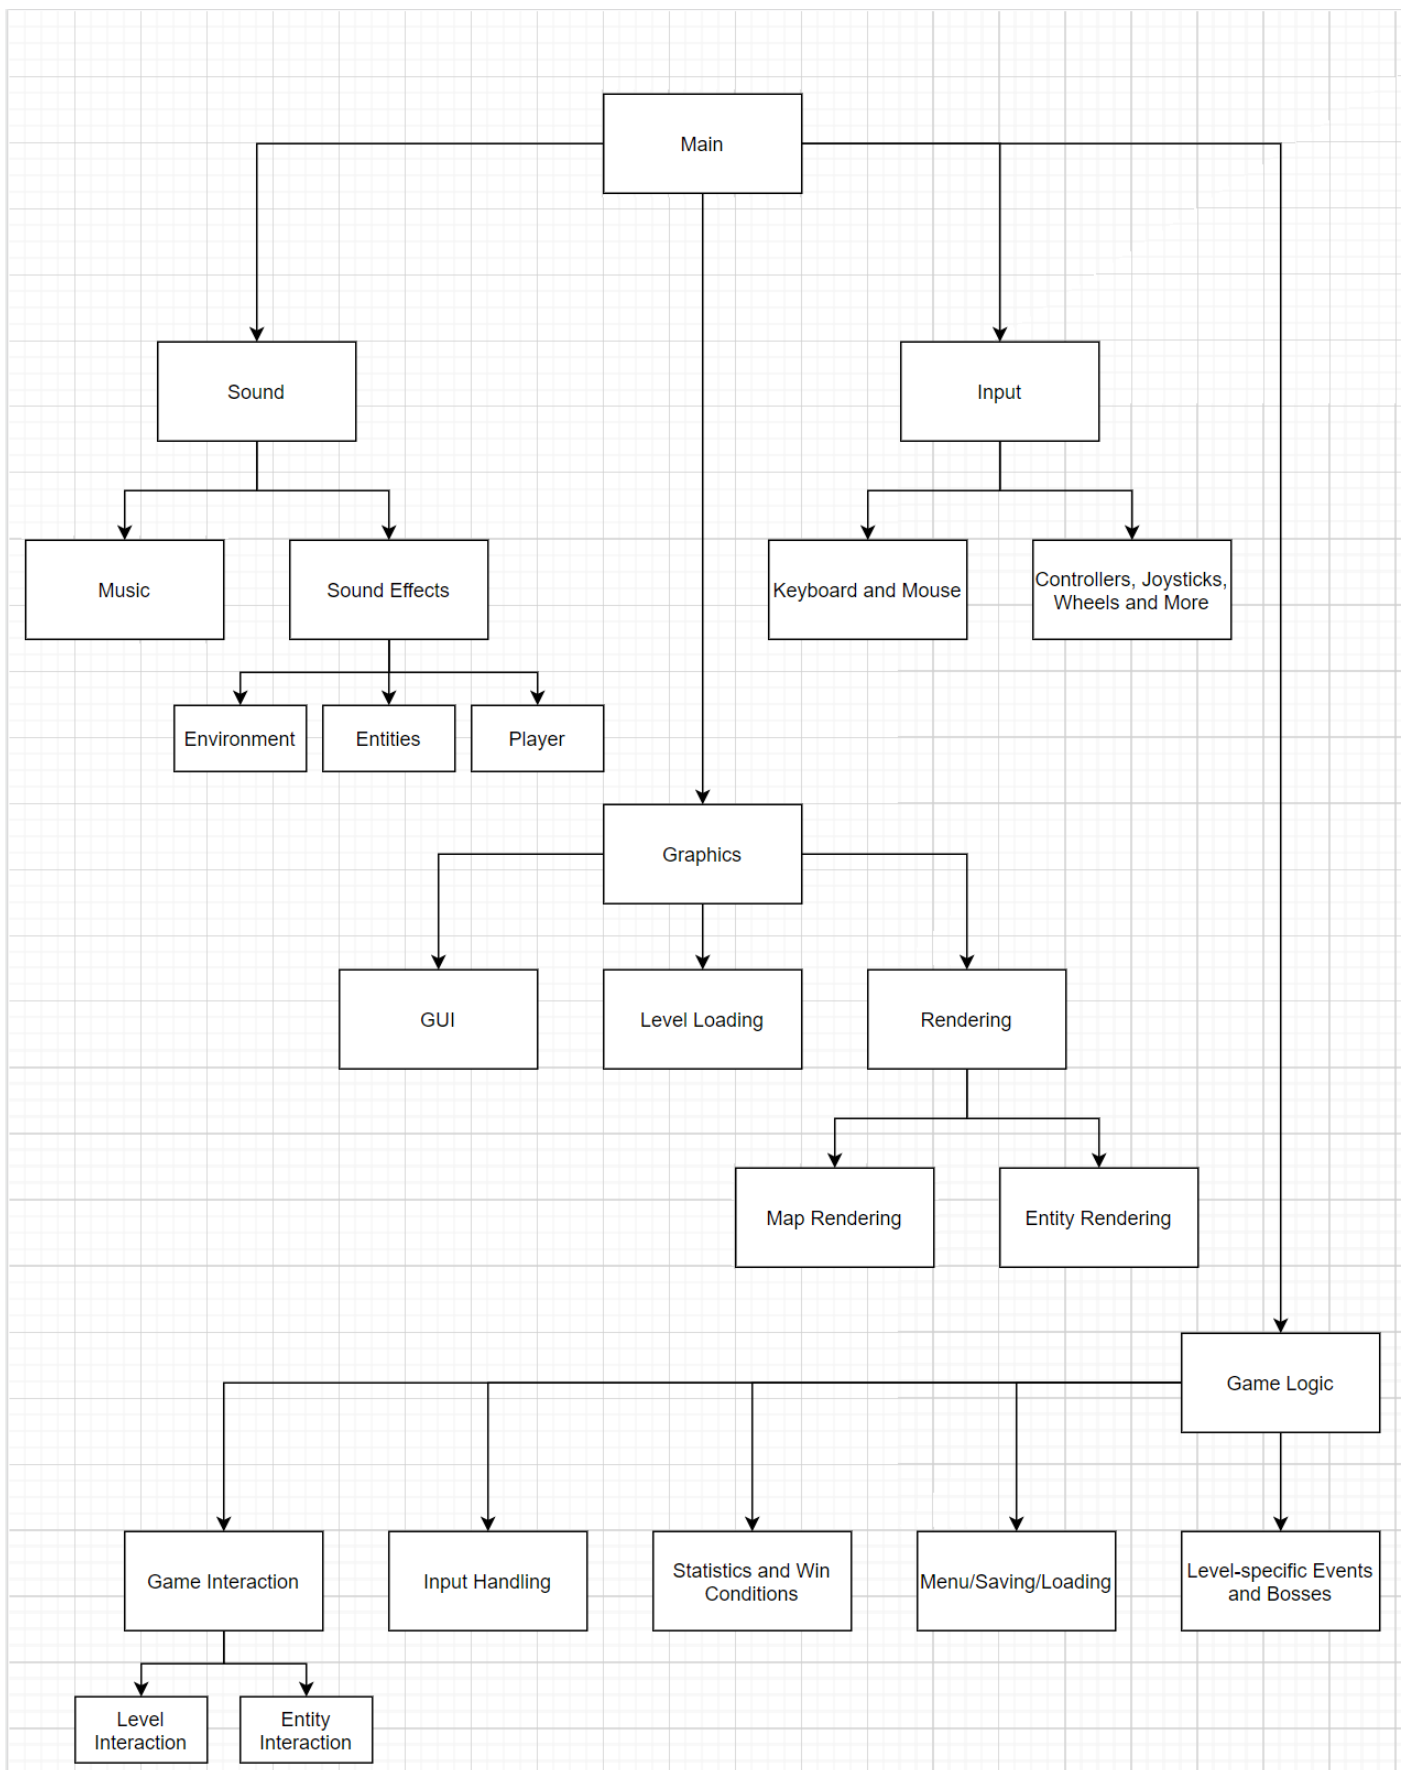 Main
Sound
Input
Music
Sound Effects
Keyboard and Mouse
Controllers, Joysticks,
Wheels and More
Environment
Entities
Player
Graphics
GUI
Level Loading
Rendering
Map Rendering
Entity Rendering
Game Logic
Game Interaction
Input Handling
Statistics and Win
Conditions
Menu/Saving/Loading
Level-specific Events
and Bosses
Level
Interaction
Entity
Interaction